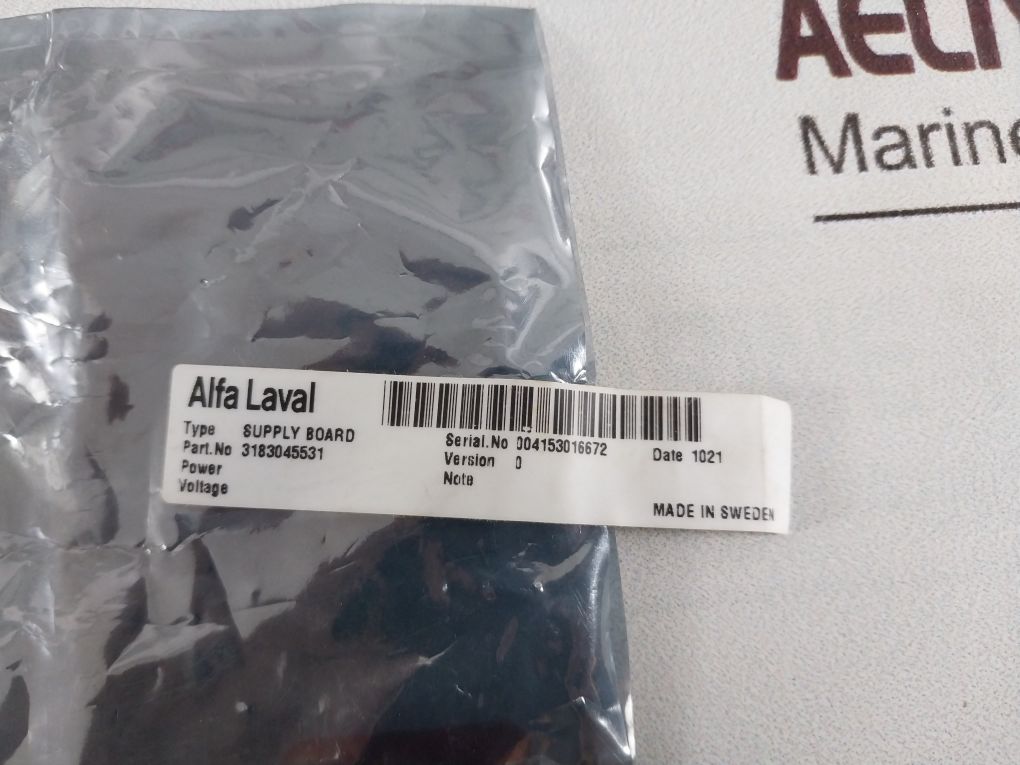 Marine
Alfa Laval
Type SUPPLY BOARD
Part.No 3183045531
Power
Voltage
Serial.No 004153016672
Version 0
Note
Date 1021
MADE IN SWEDEN